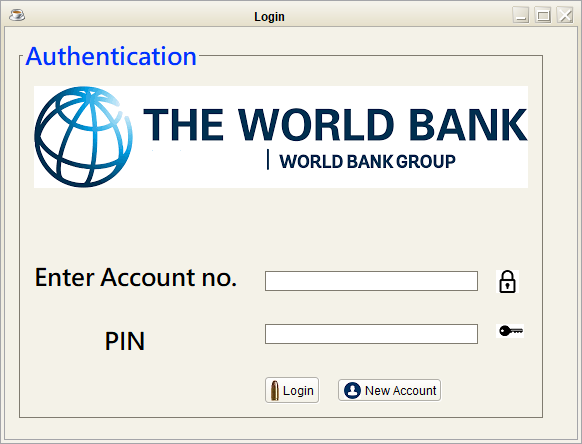 Login
Authentication
THE WORLD BANK
WORLD BANK GROUP
Enter Account no.
PIN
Login
New Account